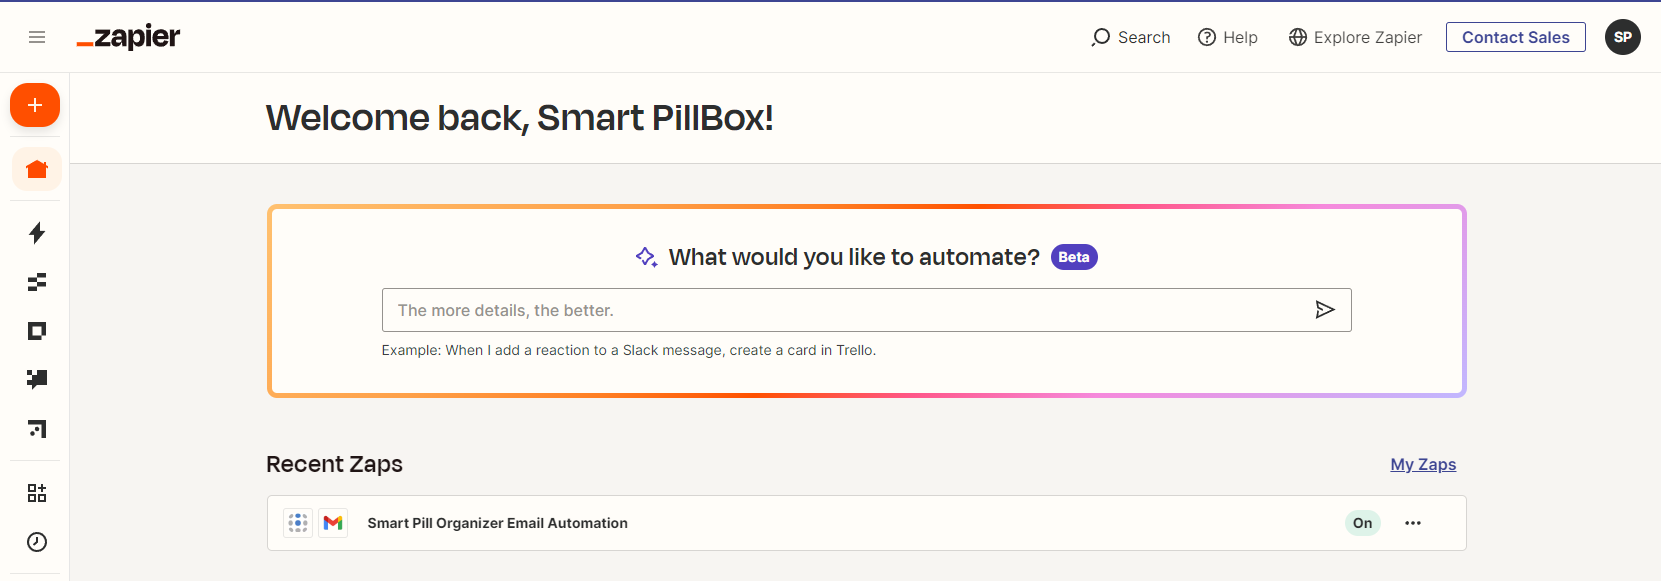 zapier
Search
Help
Explore Zapier
Contact Sales
SP
Welcome back, Smart PillBox!
What would you like to automate?
Beta
The more details, the better.
Example: When I add a reaction to a Slack message, create a card in Trello.
Recent Zaps
My Zaps
Smart Pill Organizer Email Automation
On